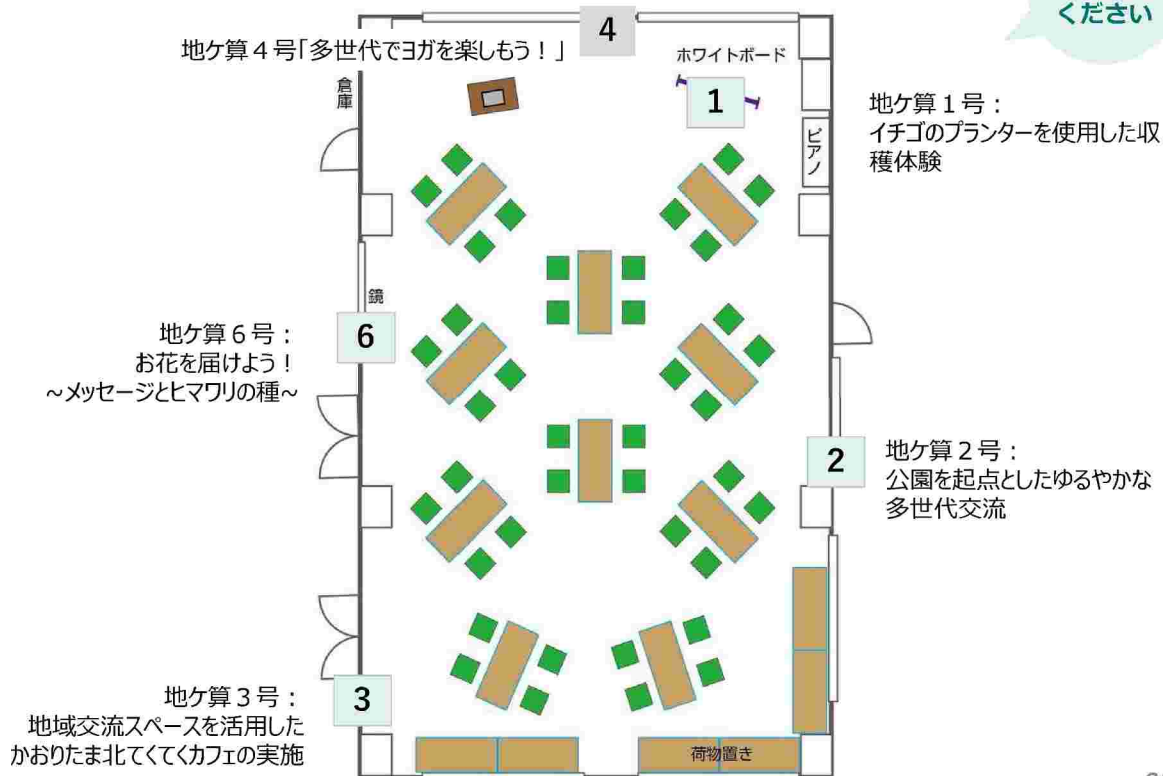 ください
4
地ケ算４号「多世代でヨガを楽しもう！」
ホワイトボード
1
倉庫
ピアノ
地ケ算１号：
イチゴのプランターを使用した収
穫体験
鏡
6
地ケ算６号：
お花を届けよう！
~メッセージとヒマワリの種~
2
地ケ算２号：
公園を起点としたゆるやかな
多世代交流
3
地ケ算３号：
地域交流スペースを活用した
かおりたま北てくてくカフェの実施
荷物置き